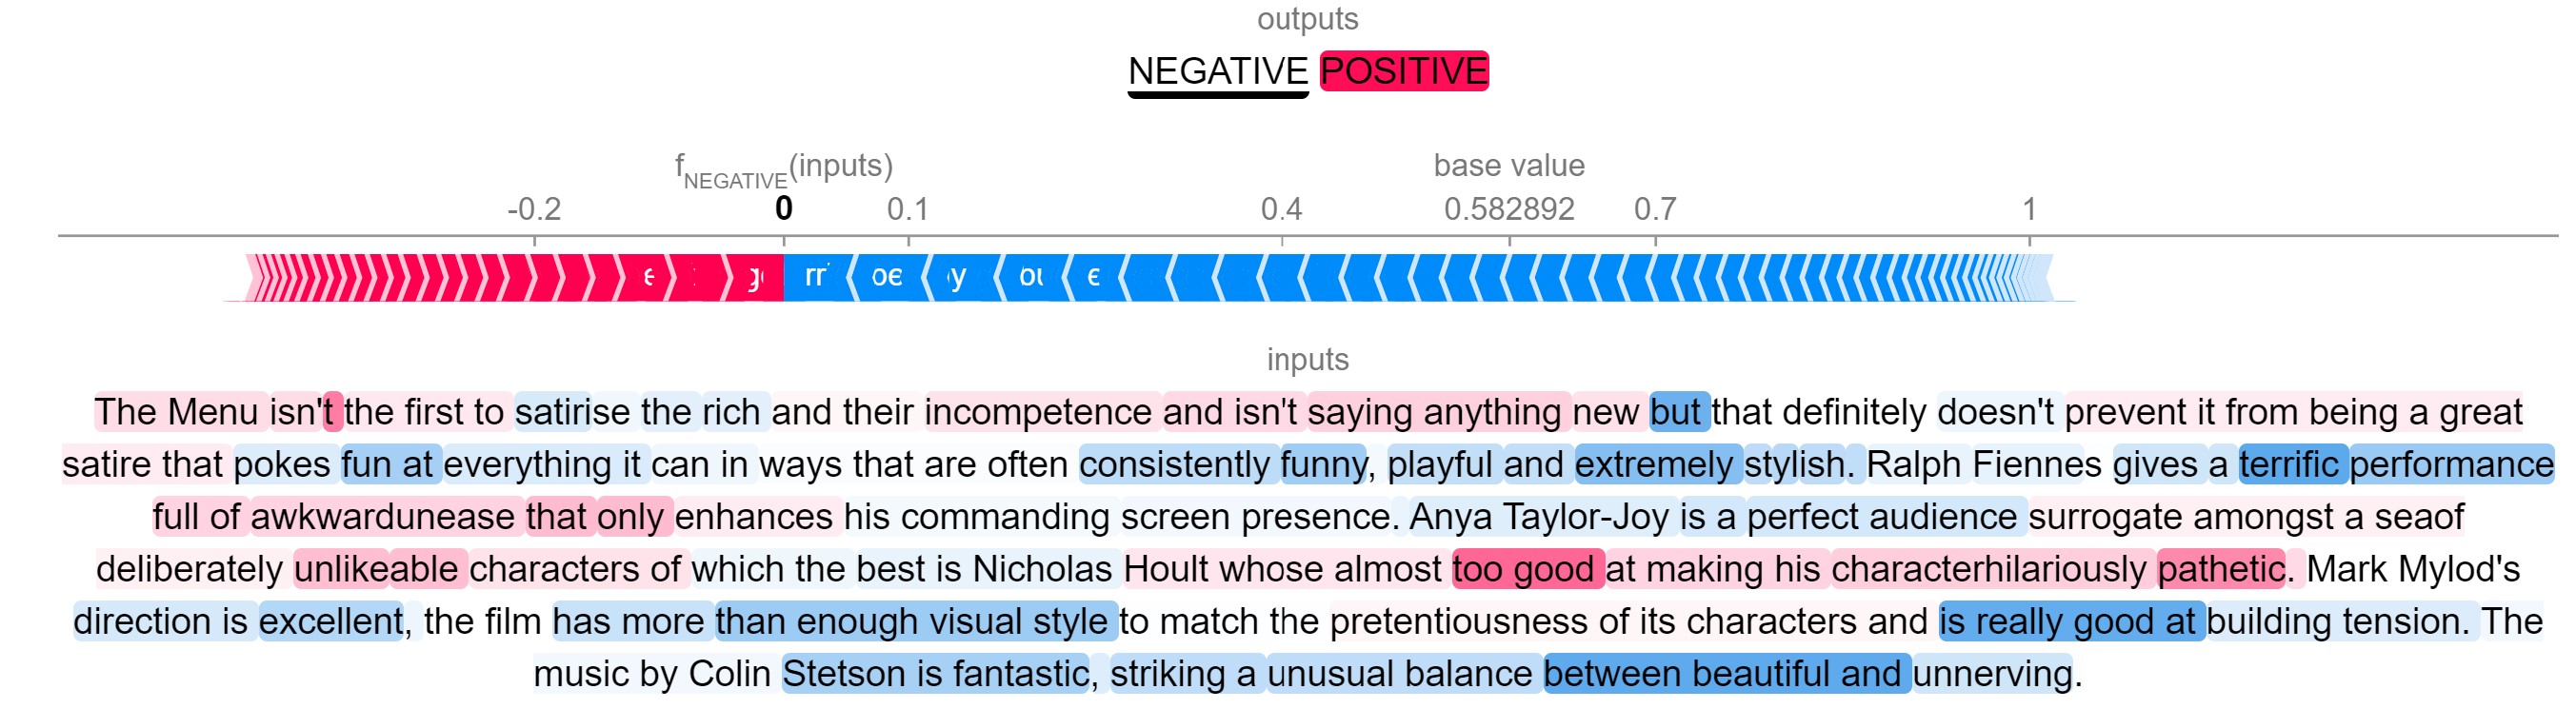 outputs
NEGATIVE POSITIVE
fNEGATIVE(inputs) base value
-0.2 0 0.1 0.4 0.582892 0.7 1
inputs
The Menu isn't the first to satirise the rich and their incompetence and isn't saying anything new but that definitely doesn't prevent it from being a great
satire that pokes fun at everything it can in ways that are often consistently funny, playful and extremely stylish. Ralph Fiennes gives a terrific performance
full of awkwardunease that only enhances his commanding screen presence. Anya Taylor-Joy is a perfect audience surrogate amongst a seaof
deliberately unlikeable characters of which the best is Nicholas Hoult whose almost too good at making his characterhilariously pathetic. Mark Mylod's
direction is excellent, the film has more than enough visual style to match the pretentiousness of its characters and is really good at building tension. The
music by Colin Stetson is fantastic, striking a unusual balance between beautiful and unnerving.